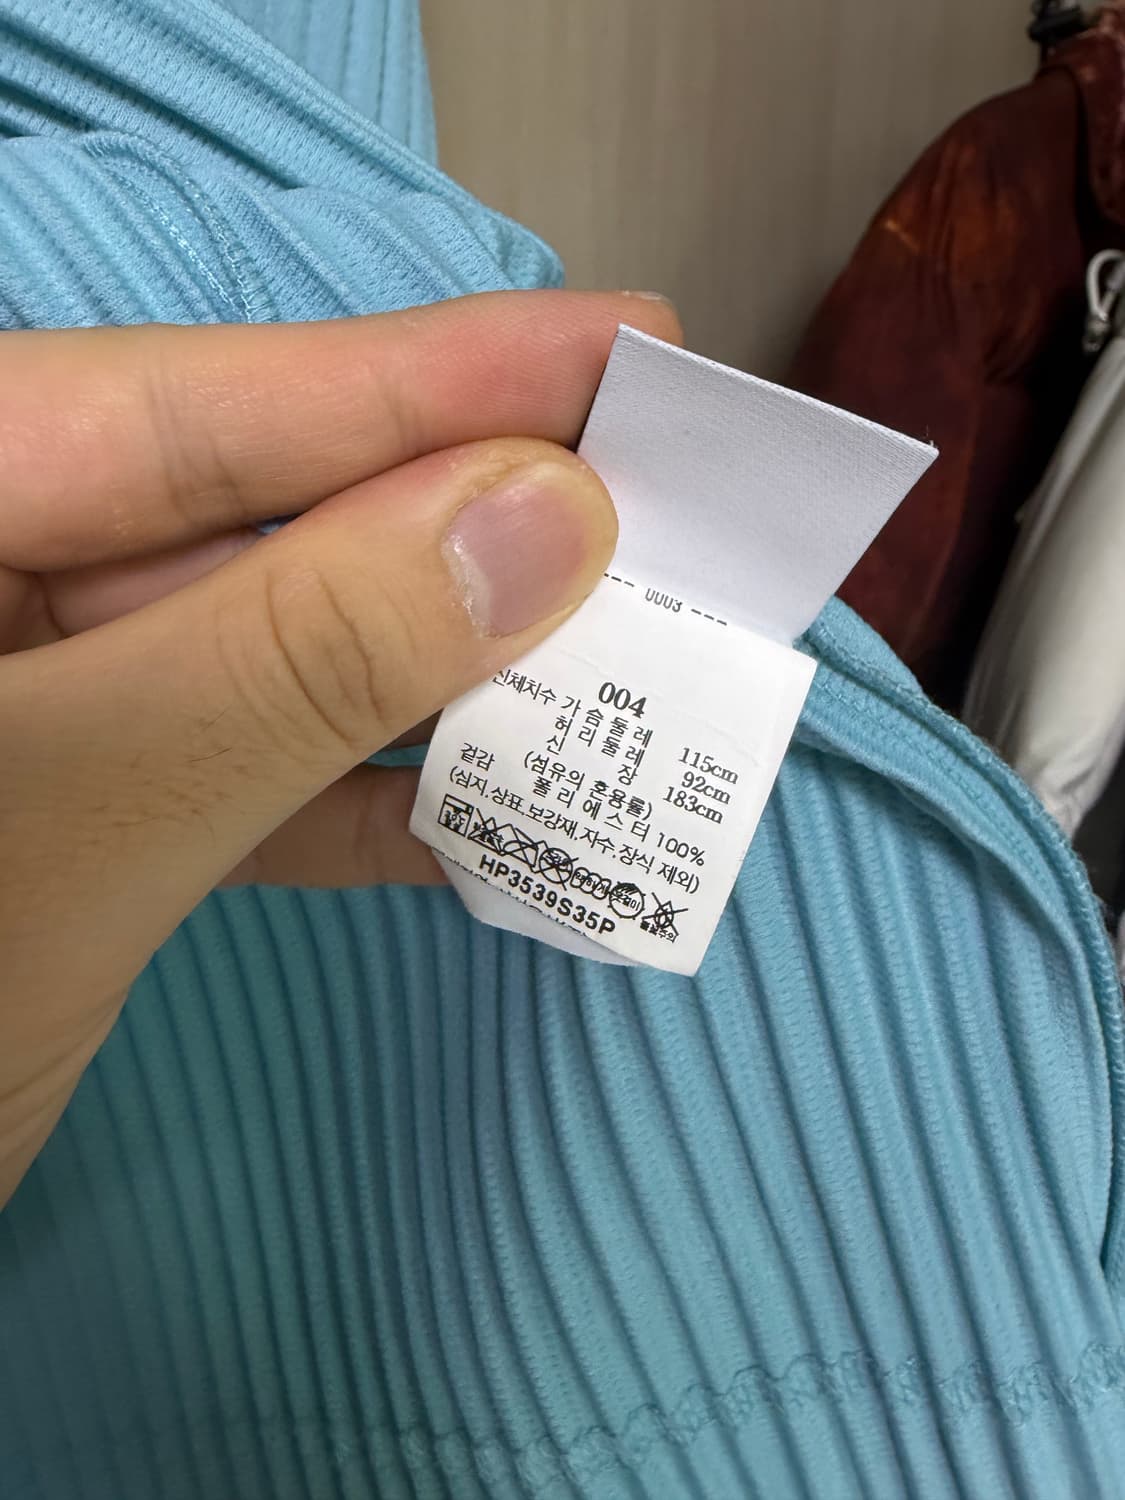 --- 0003 ---
004
신체치수 가슴둘레 115cm
허리둘레 92cm
신장 183cm
(섬유의 혼용률)
겉감 폴리에스터 100%
(심지,상표,보강재,자수,장식 제외)
HP3539S35P